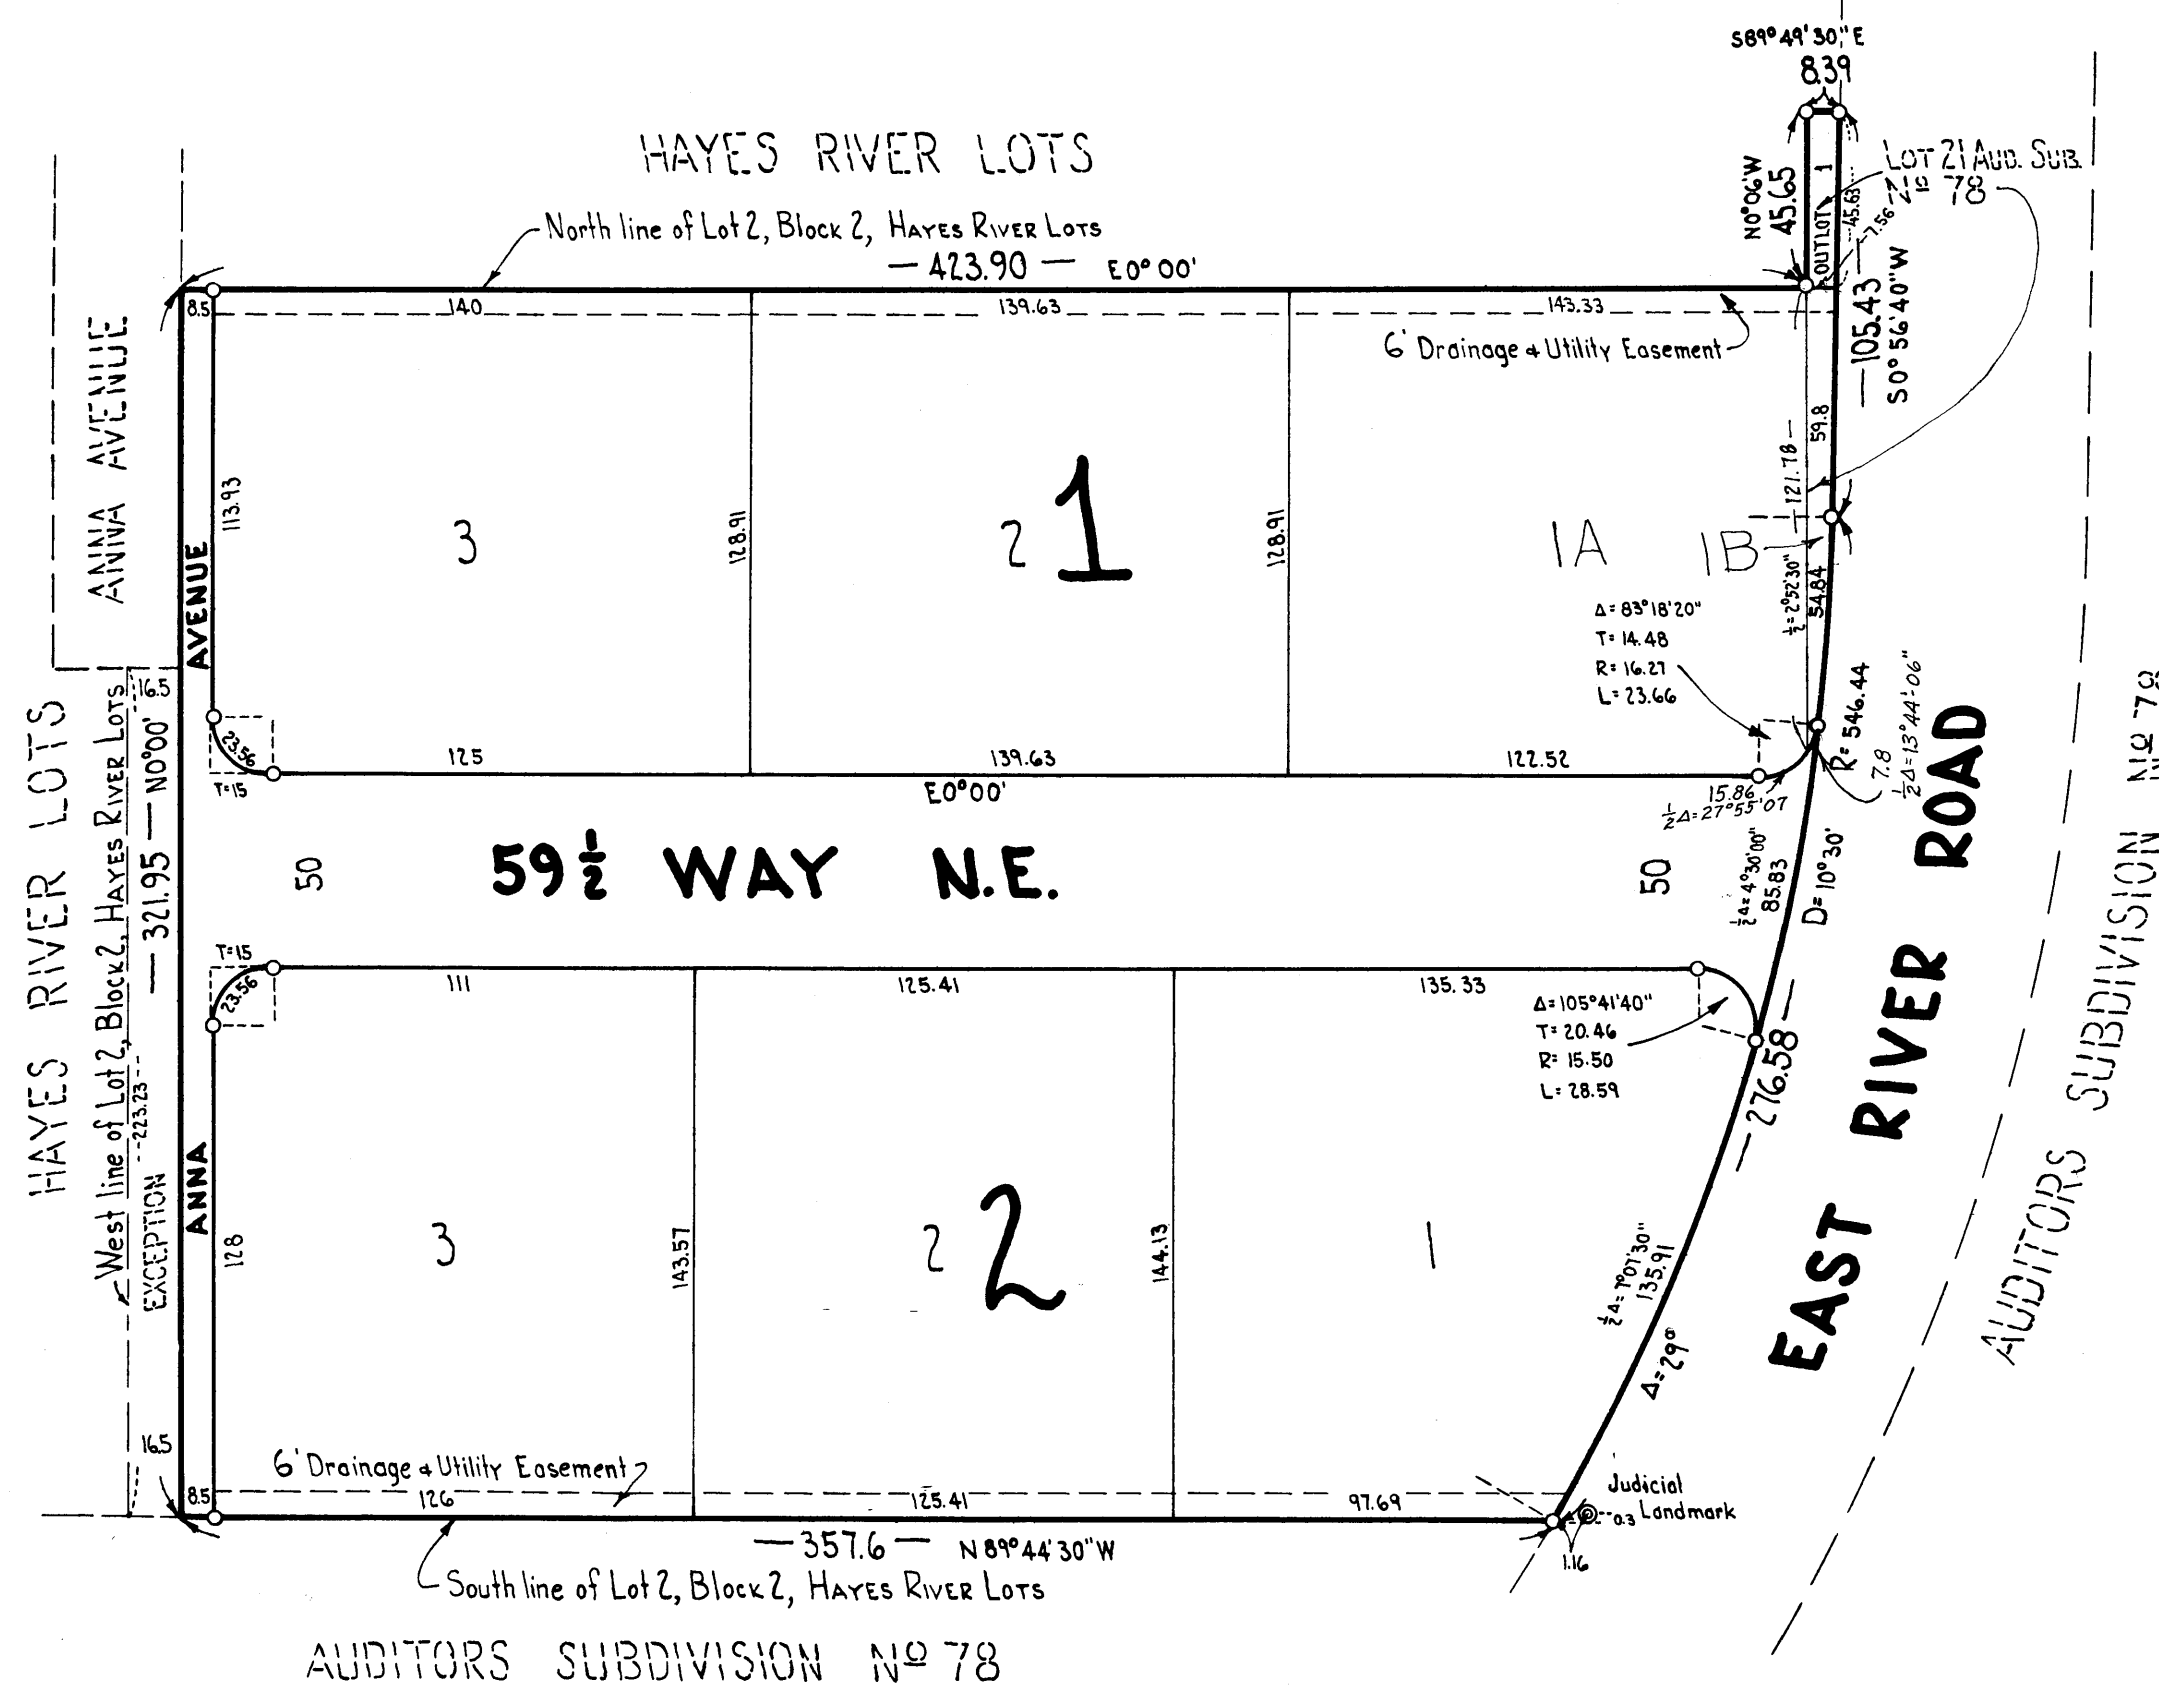 S89°49'30"E
8.39
HAYES RIVER LOTS
North line of Lot 2, Block 2, HAYES RIVER LOTS
— 423.90 — E0°00'
N0°06'W
45.65
OUTLOT 1
45.63
7.56
LOT 21 AUD. SUB.
Nº 78
—105.43—
S0°56'40"W
8.5
140
139.63
143.33
6' Drainage & Utility Easement
ANNA AVENUE
ANNA AVENUE
113.93
3
128.91
2
1
128.91
1A
1B
121.78
59.8
½=2°52'30"
54.84
Δ=83°18'20"
T=14.48
R=16.27
L=23.66
16.5
23.56
T=15
125
139.63
122.52
E0°00'
15.86
½Δ=27°55'07
R=546.44
7.8
½Δ=13°44'-06"
HAYES RIVER LOTS
West line of Lot 2, Block 2, HAYES RIVER LOTS
— 321.95 — N0°00'
50
59½ WAY N.E.
50
½Δ=4°30'00"
85.83
D=10°30'
EAST RIVER ROAD
AUDITORS SUBDIVISION Nº 78
T=15
23.56
111
125.41
135.33
Δ=105°41'40"
T=20.46
R=15.50
L=28.59
— 276.58 —
EXCEPTION
223.23
ANNA
128
3
143.57
2
2
144.13
1
½Δ=7°07'30"
135.91
Δ=29°
16.5
8.5
6' Drainage & Utility Easement
126
125.41
97.69
Judicial
Landmark
0.3
1.16
— 357.6 — N89°44'30"W
South line of Lot 2, Block 2, HAYES RIVER LOTS
AUDITORS SUBDIVISION Nº 78